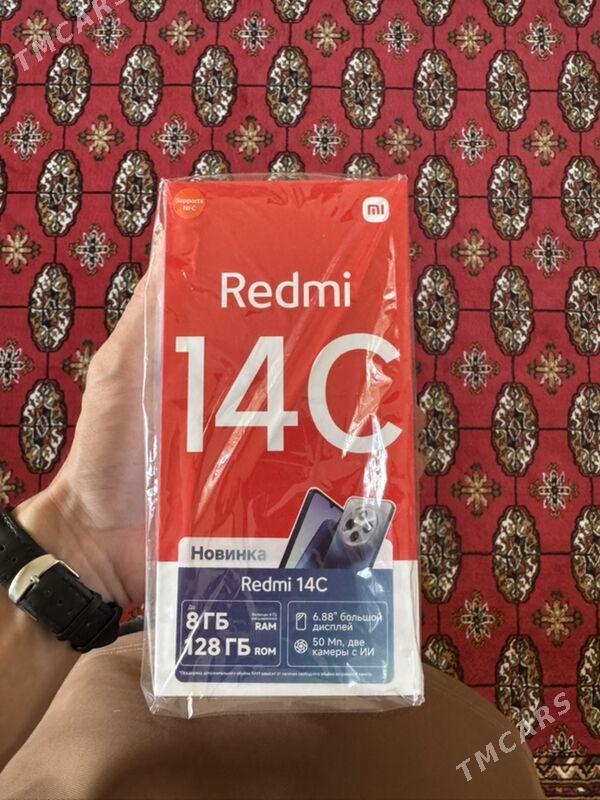 TMCARS
Supports
NFC
mi
Redmi
14C
Новинка
Redmi 14C
До
8 ГБ
RAM
128 ГБ ROM
6.88" большой
дисплей
50 Мп, две
камеры с ИИ
TMCARS